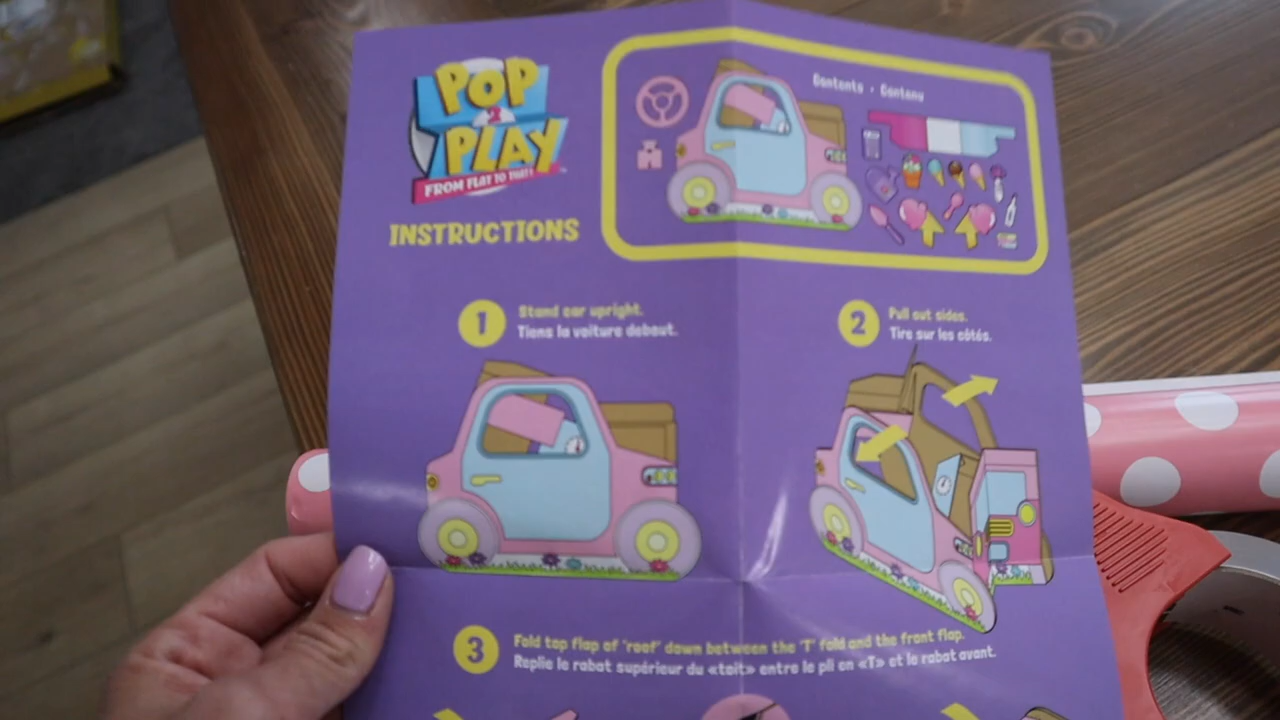 POP
2
PLAY
FROM FLAT TO THAT!
INSTRUCTIONS
Contents • Contenu
1
Stand car upright.
Tiens la voiture debout.
2
Pull out sides.
Tire sur les côtés.
3
Fold top flap of "roof" down between the "T" fold and the front flap.
Replie le rabat supérieur du «toit» entre le pli en «T» et le rabat avant.